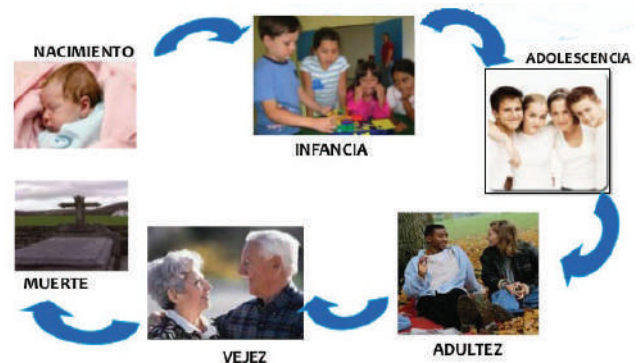 NACIMIENTO
INFANCIA
ADOLESCENCIA
ADULTEZ
VEJEZ
MUERTE